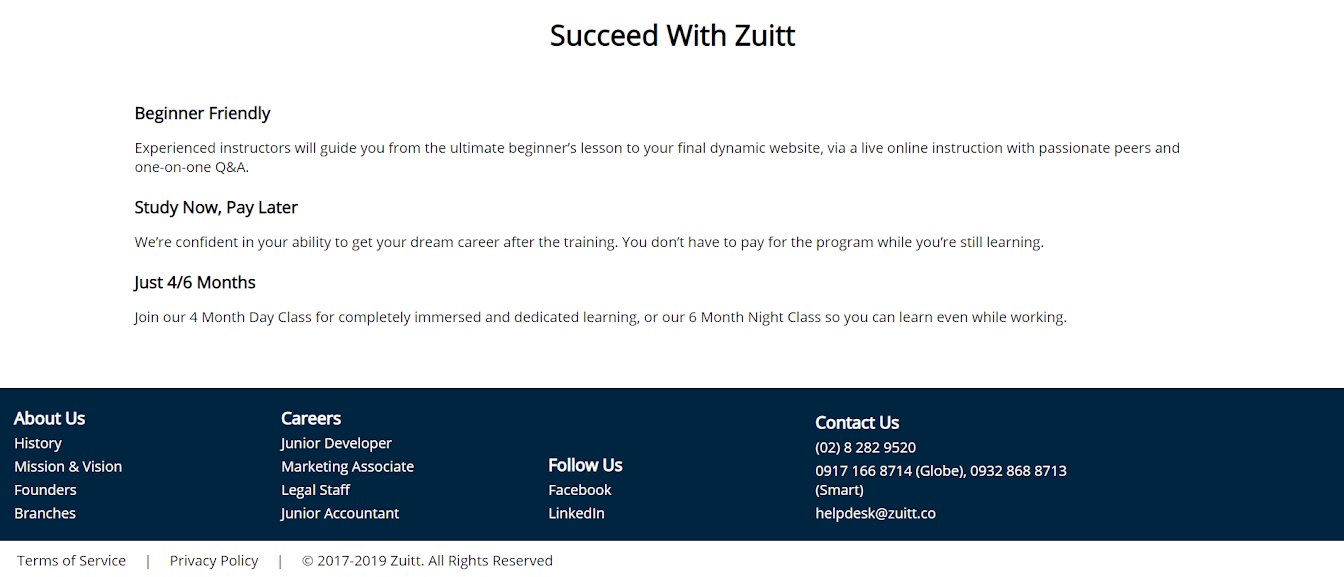 Succeed With Zuitt
Beginner Friendly
Experienced instructors will guide you from the ultimate beginner’s lesson to your final dynamic website, via a live online instruction with passionate peers and
one-on-one Q&A.
Study Now, Pay Later
We’re confident in your ability to get your dream career after the training. You don’t have to pay for the program while you’re still learning.
Just 4/6 Months
Join our 4 Month Day Class for completely immersed and dedicated learning, or our 6 Month Night Class so you can learn even while working.
About Us
History
Mission & Vision
Founders
Branches
Careers
Junior Developer
Marketing Associate
Legal Staff
Junior Accountant
Follow Us
Facebook
LinkedIn
Contact Us
(02) 8 282 9520
0917 166 8714 (Globe), 0932 868 8713
(Smart)
helpdesk@zuitt.co
Terms of Service | Privacy Policy | © 2017-2019 Zuitt. All Rights Reserved